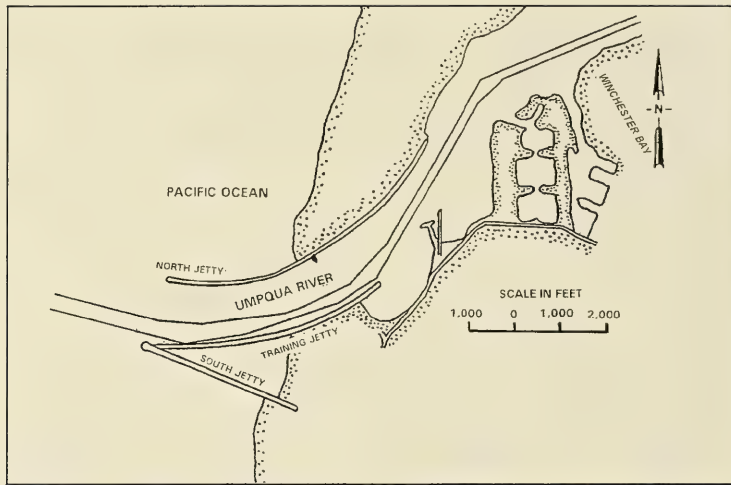 WINCHESTER BAY
-N-
PACIFIC OCEAN
NORTH JETTY
UMPQUA RIVER
SCALE IN FEET
1,000 0 1,000 2,000
TRAINING JETTY
SOUTH JETTY